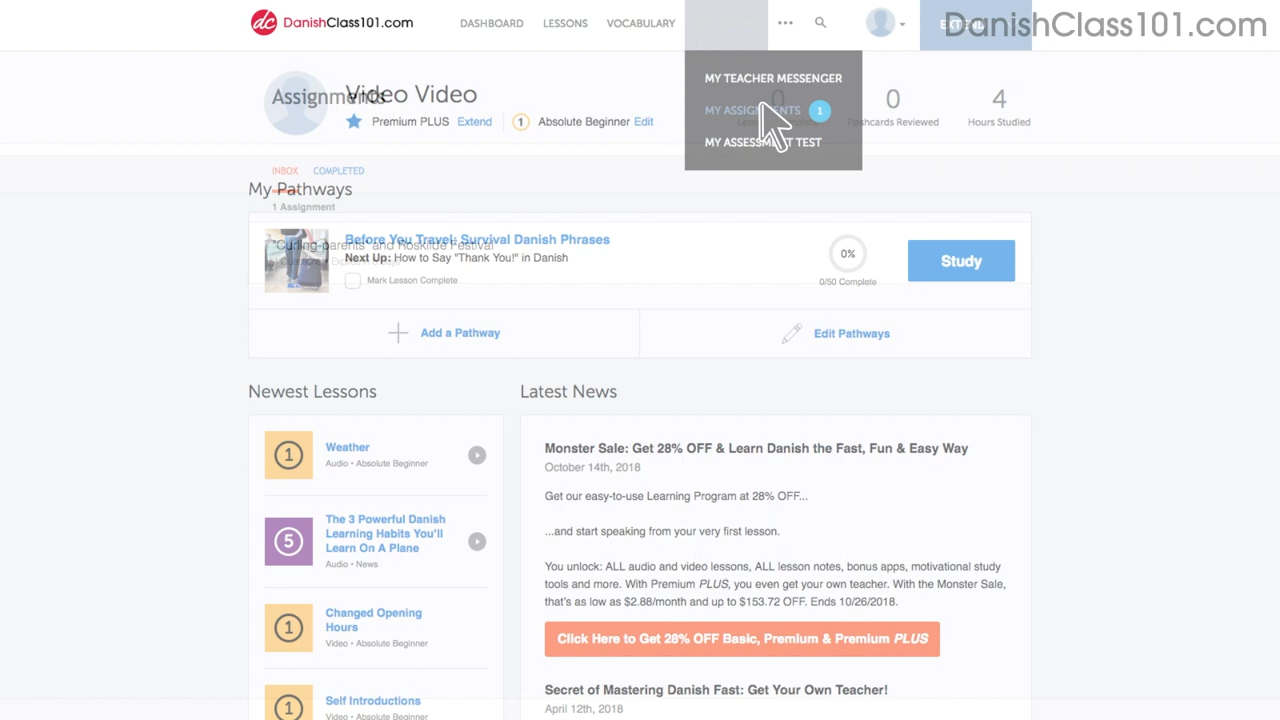 DanishClass101.com
DASHBOARD
LESSONS
VOCABULARY
EXTEND
DanishClass101.com
MY TEACHER MESSENGER
MY ASSIGNMENTS 1
MY ASSESSMENT TEST
Assignments
Video Video
Premium PLUS Extend
1 Absolute Beginner Edit
0
0
Flashcards Reviewed
4
Hours Studied
INBOX COMPLETED
My Pathways
1 Assignment
"Curling-parents" and Roskilde Festival
Before You Travel: Survival Danish Phrases
Next Up: How to Say "Thank You!" in Danish
Mark Lesson Complete
0%
0/50 Complete
Study
Add a Pathway
Edit Pathways
Newest Lessons
1
Weather
Audio • Absolute Beginner
5
The 3 Powerful Danish
Learning Habits You'll
Learn On A Plane
Audio • News
1
Changed Opening
Hours
Video • Absolute Beginner
1
Self Introductions
Video • Absolute Beginner
Latest News
Monster Sale: Get 28% OFF & Learn Danish the Fast, Fun & Easy Way
October 14th, 2018
Get our easy-to-use Learning Program at 28% OFF...
...and start speaking from your very first lesson.
You unlock: ALL audio and video lessons, ALL lesson notes, bonus apps, motivational study
tools and more. With Premium PLUS, you even get your own teacher. With the Monster Sale,
that's as low as $2.88/month and up to $153.72 OFF. Ends 10/26/2018.
Click Here to Get 28% OFF Basic, Premium & Premium PLUS
Secret of Mastering Danish Fast: Get Your Own Teacher!
April 12th, 2018